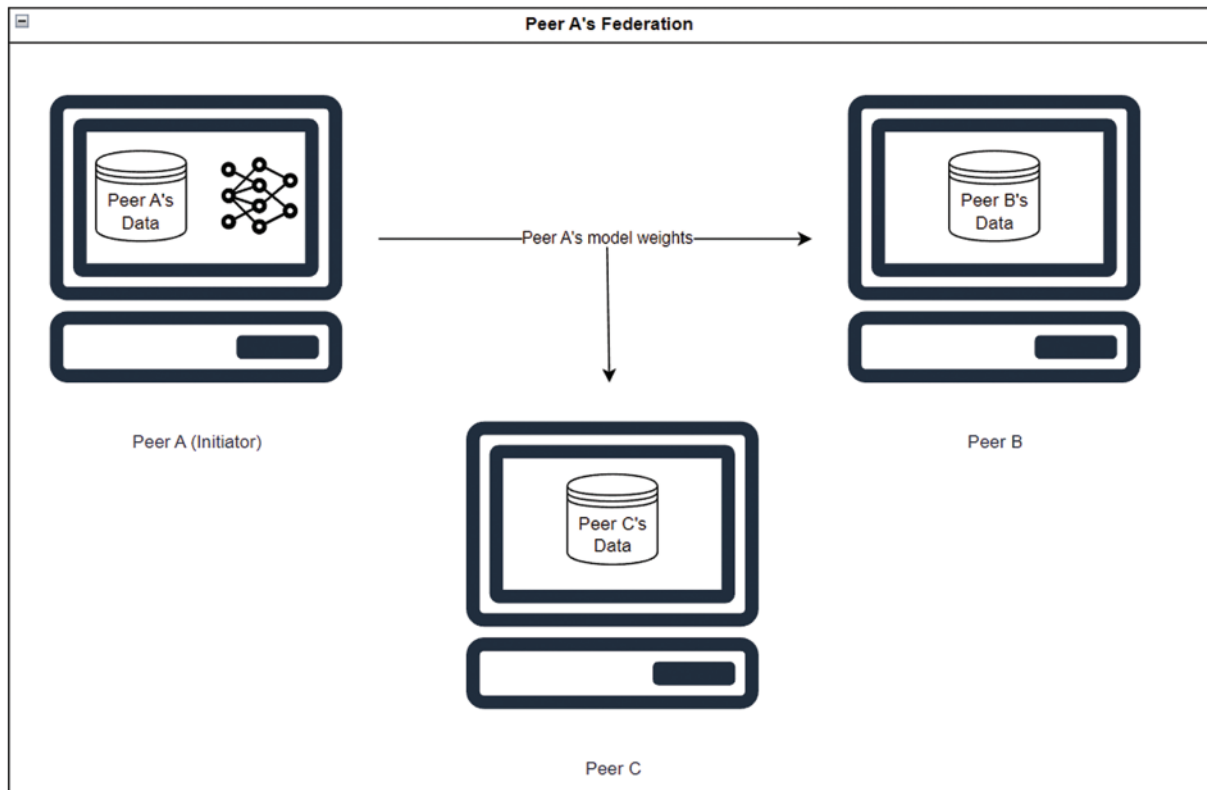 Peer A's Federation
Peer A's
Data
Peer A's model weights
Peer B's
Data
Peer A (Initiator)
Peer B
Peer C's
Data
Peer C